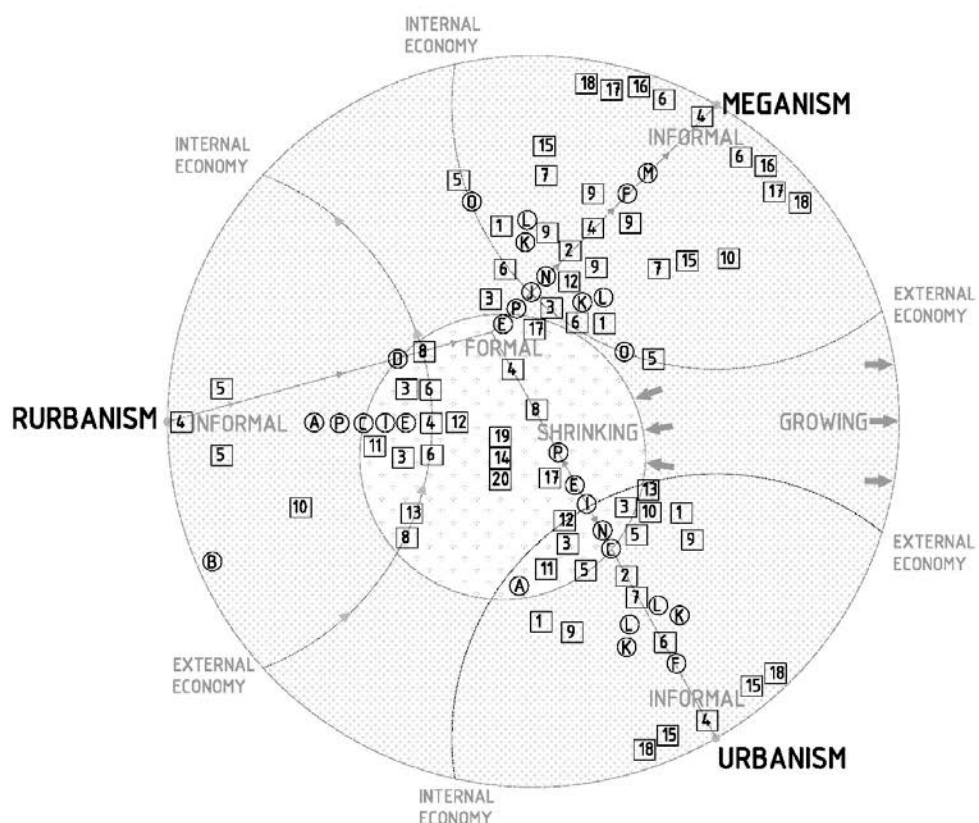 INTERNAL
ECONOMY
18 17 16 6
MEGANISM
4
INFORMAL
INTERNAL
ECONOMY
15
6 16
M
5 7
17 18
O 9 F
1 L 9 4 9
K
2
N 12 9 7 15 10
6
J
3 P 3 K L
EXTERNAL
ECONOMY
E 17 6 1
FORMAL
8 D
O 5
4
5 3 6
8
RURBANISM
4 INFORMAL A P C I E 4 12
19 SHRINKING GROWING
11 3 6
5
14
P
20 17
E
13
10
I
3 10 1
13
12
N
8
3 5 9
EXTERNAL
ECONOMY
B
11 5
2
A
7
L K
1 9 L
6
K
F
EXTERNAL
ECONOMY
18
15
INFORMAL
4
15
18
URBANISM
INTERNAL
ECONOMY